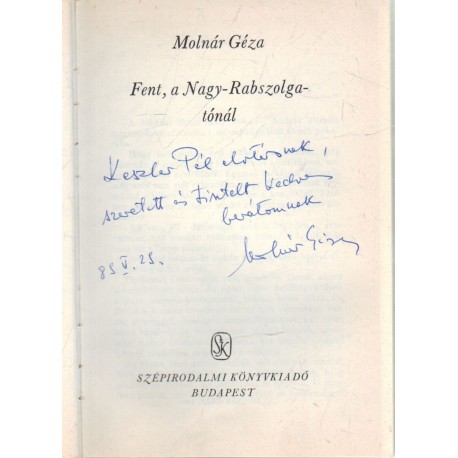 Molnár Géza
Fent, a Nagy-Rabszolga-
tónál
Keszler Pál elvtársnak,
szeretett és tisztelt kedves
barátomnak
85 V. 25.
Molnár Géza
SZK
SZÉPIRODALMI KÖNYVKIADÓ
BUDAPEST